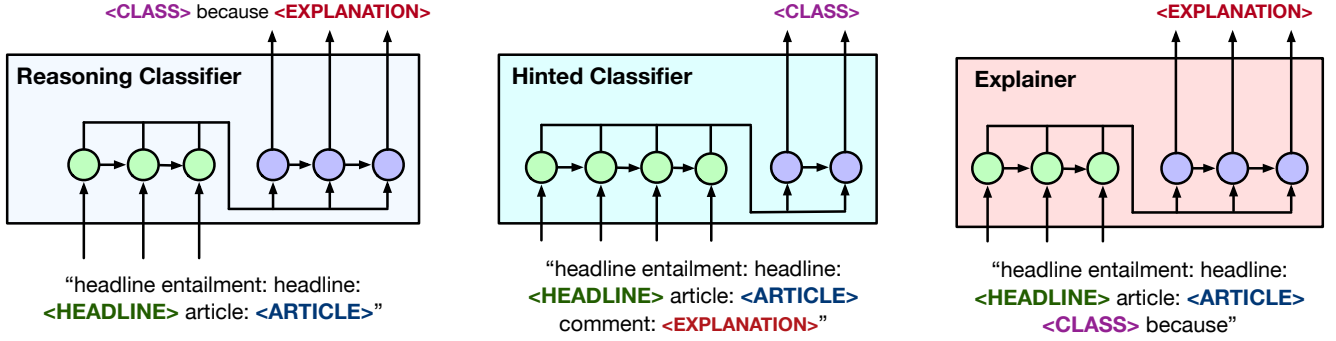 <CLASS> because <EXPLANATION>
Reasoning Classifier
“headline entailment: headline:
<HEADLINE> article: <ARTICLE>”
<CLASS>
Hinted Classifier
“headline entailment: headline:
<HEADLINE> article: <ARTICLE>
comment: <EXPLANATION>”
<EXPLANATION>
Explainer
“headline entailment: headline:
<HEADLINE> article: <ARTICLE>
<CLASS> because”